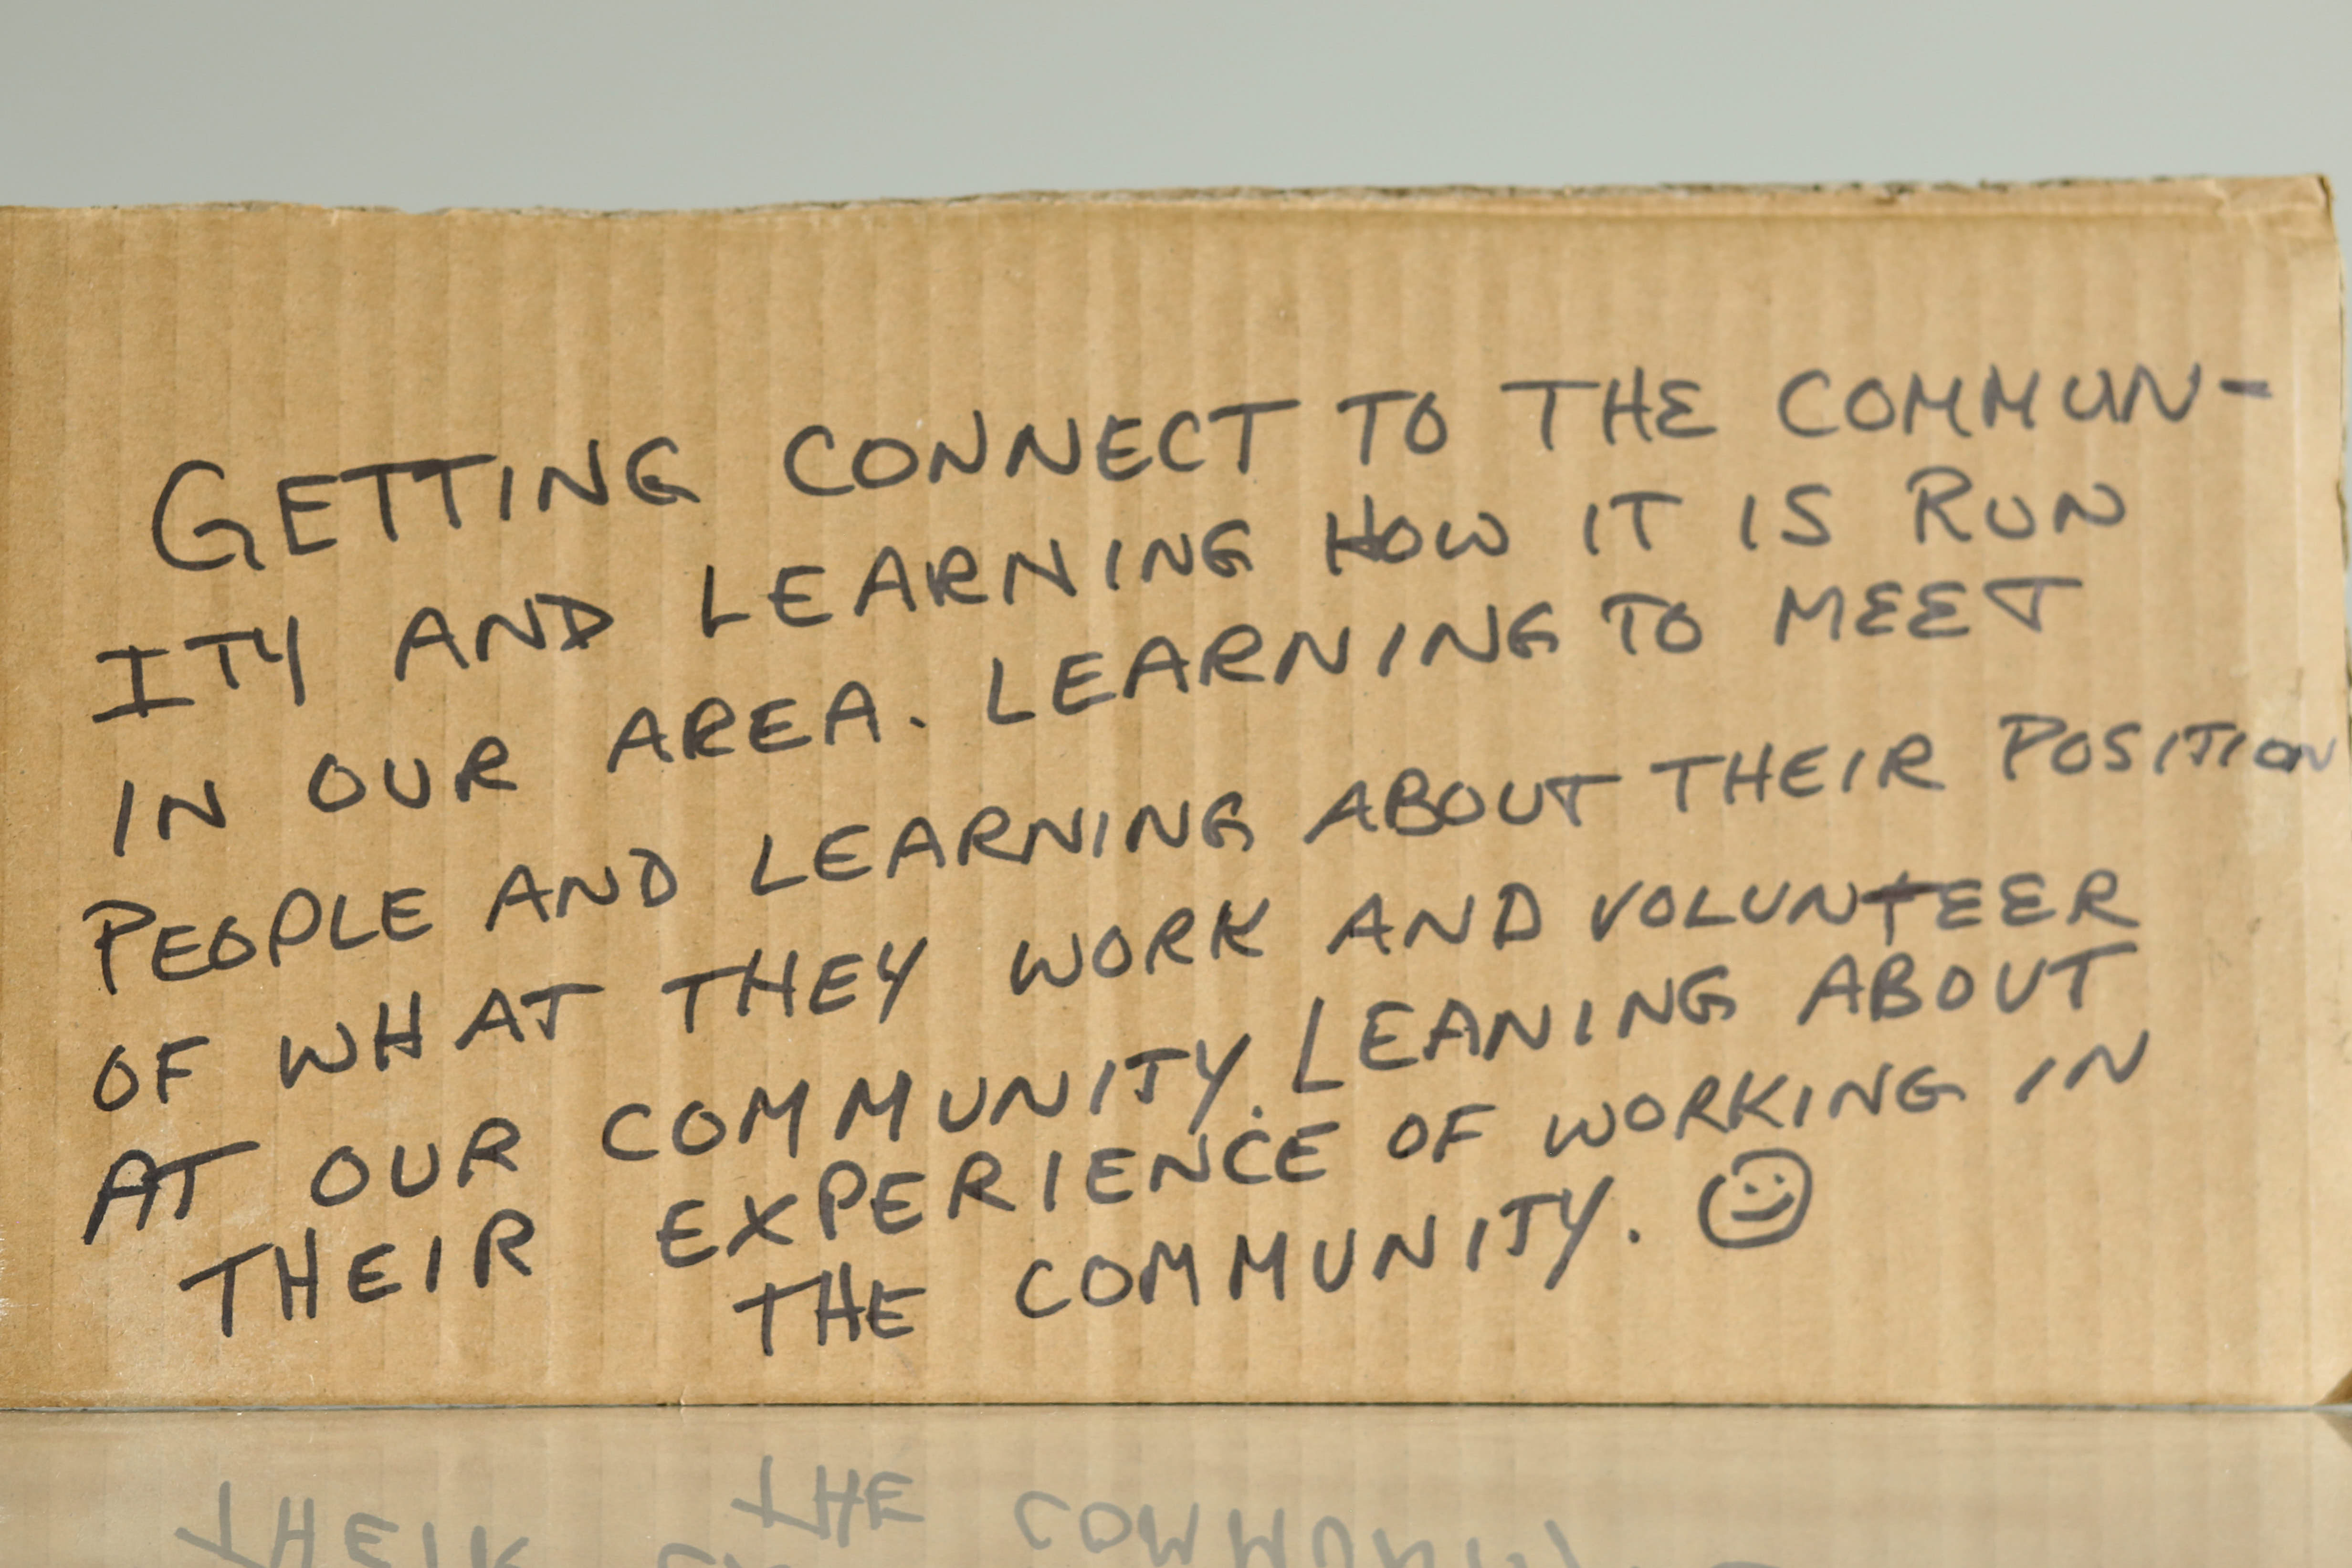 GETTING CONNECT TO THE COMMUN-
ITY AND LEARNING HOW IT IS RUN
IN OUR AREA. LEARNING TO MEET
PEOPLE AND LEARNING ABOUT THEIR POSITION
OF WHAT THEY WORK AND VOLUNTEER
AT OUR COMMUNITY. LEANING ABOUT
THEIR EXPERIENCE OF WORKING IN
THE COMMUNITY. ☺